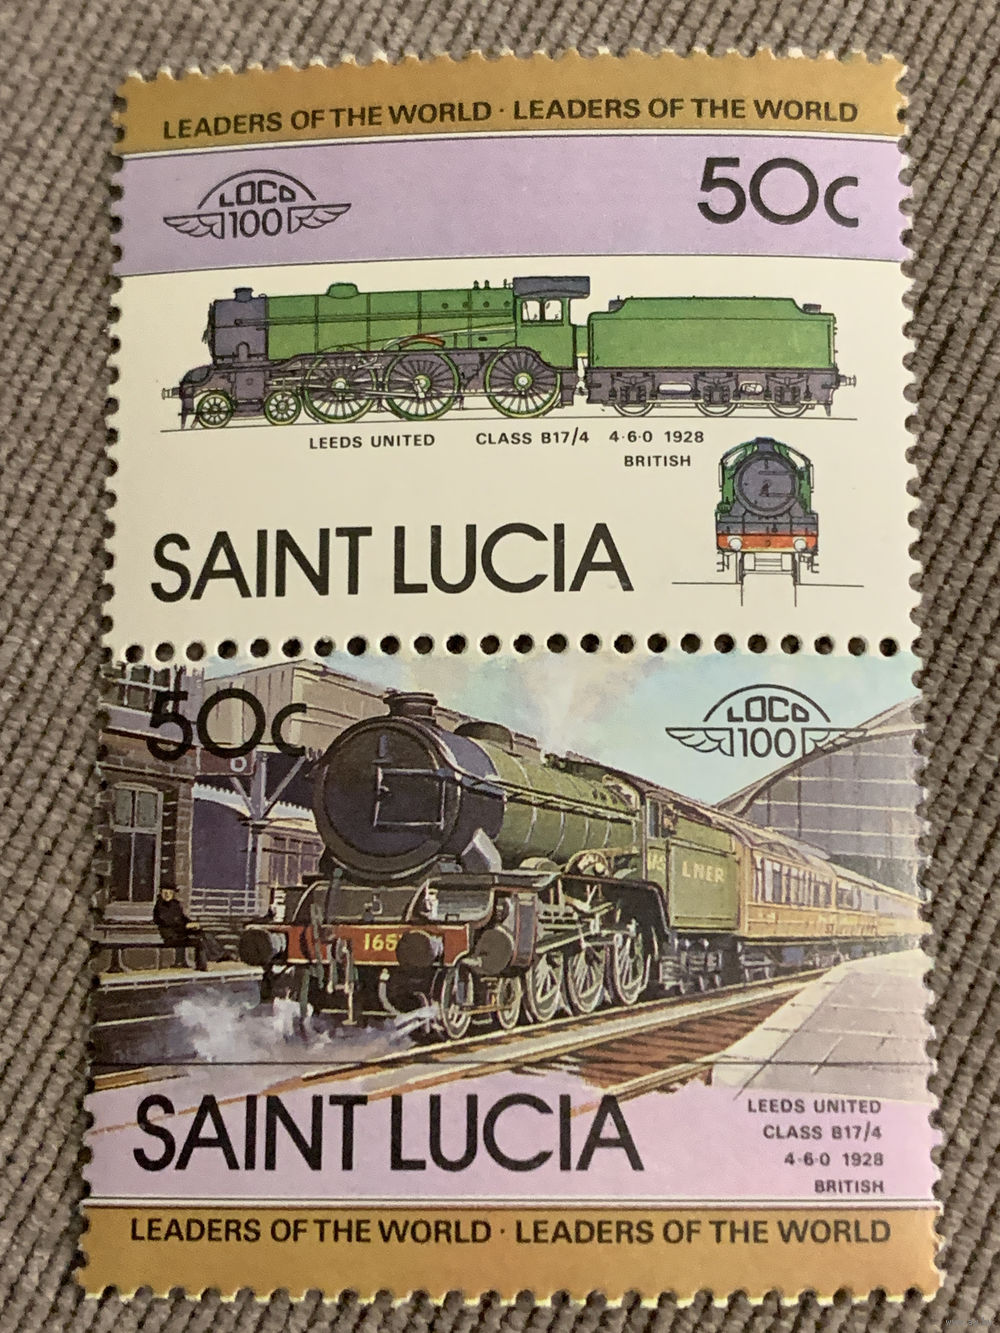 LEADERS OF THE WORLD · LEADERS OF THE WORLD
LOCO
100
50c
LEEDS UNITED CLASS B17/4 4·6·0 1928
BRITISH
SAINT LUCIA
50c
LOCO
100
6
LNER
165
SAINT LUCIA
LEEDS UNITED
CLASS B17/4
4·6·0 1928
BRITISH
LEADERS OF THE WORLD · LEADERS OF THE WORLD